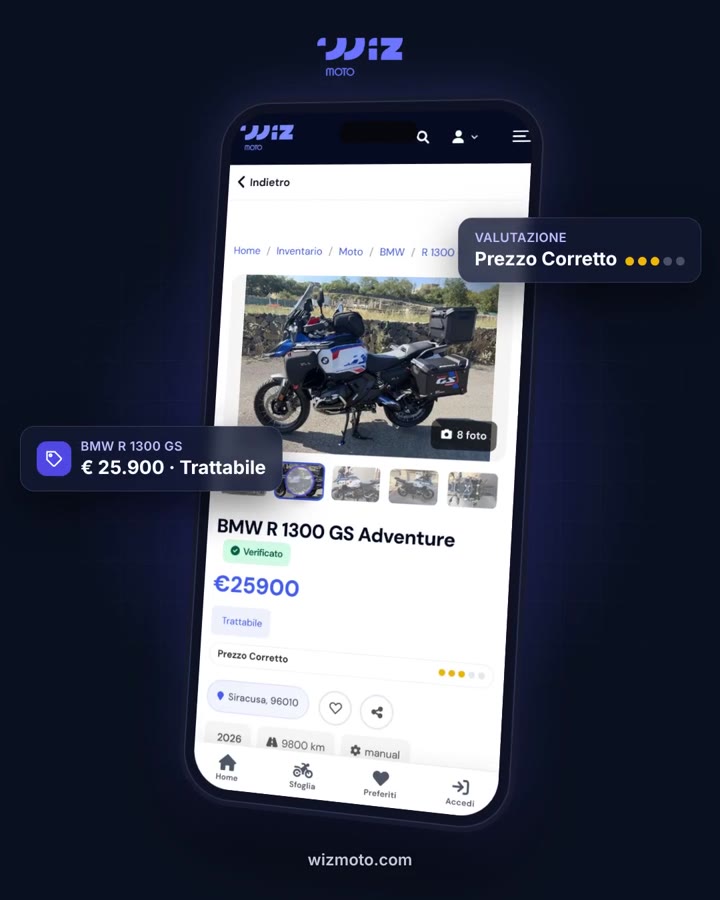 WIZ
MOTO
WIZ
MOTO
Indietro
Home / Inventario / Moto / BMW / R 1300
VALUTAZIONE
Prezzo Corretto
GS
8 foto
BMW R 1300 GS
€ 25.900 · Trattabile
BMW R 1300 GS Adventure
Verificato
€25900
Trattabile
Prezzo Corretto
Siracusa, 96010
2026
9800 km
manual
Home
Sfoglia
Preferiti
Accedi
wizmoto.com